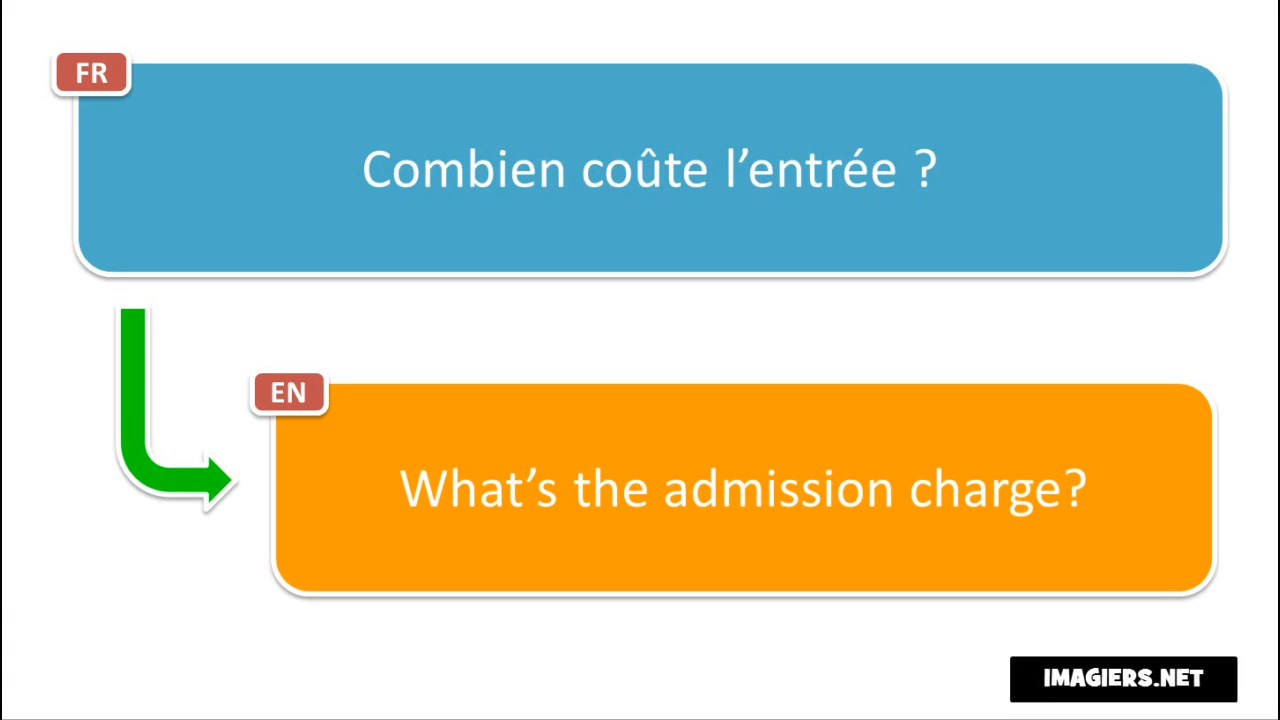 FR
Combien coûte l’entrée ?
EN
What’s the admission charge?
IMAGIERS.NET